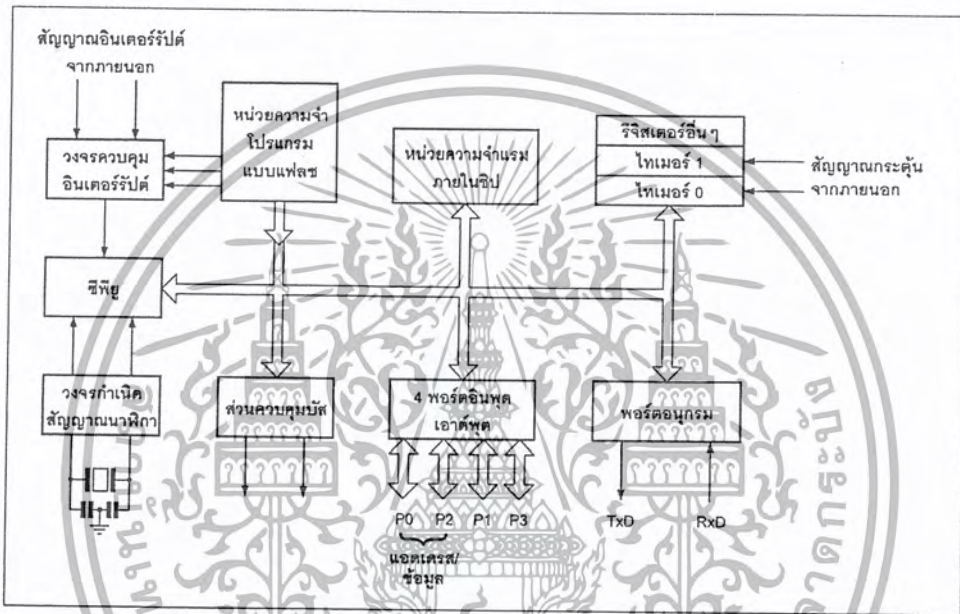 สัญญาณอินเตอร์รัปต์
จากภายนอก
วงจรควบคุม
อินเตอร์รัปต์
หน่วยความจำ
โปรแกรม
แบบแฟลช
หน่วยความจำแรม
ภายในชิป
รีจิสเตอร์อื่นๆ
ไทเมอร์ 1
ไทเมอร์ 0
สัญญาณกระตุ้น
จากภายนอก
ซีพียู
วงจรกำเนิด
สัญญาณนาฬิกา
ส่วนควบคุมบัส
4 พอร์ตอินพุต
เอาต์พุต
พอร์ตอนุกรม
P0 P2 P1 P3
TxD RxD
แอดเดรส/
ข้อมูล